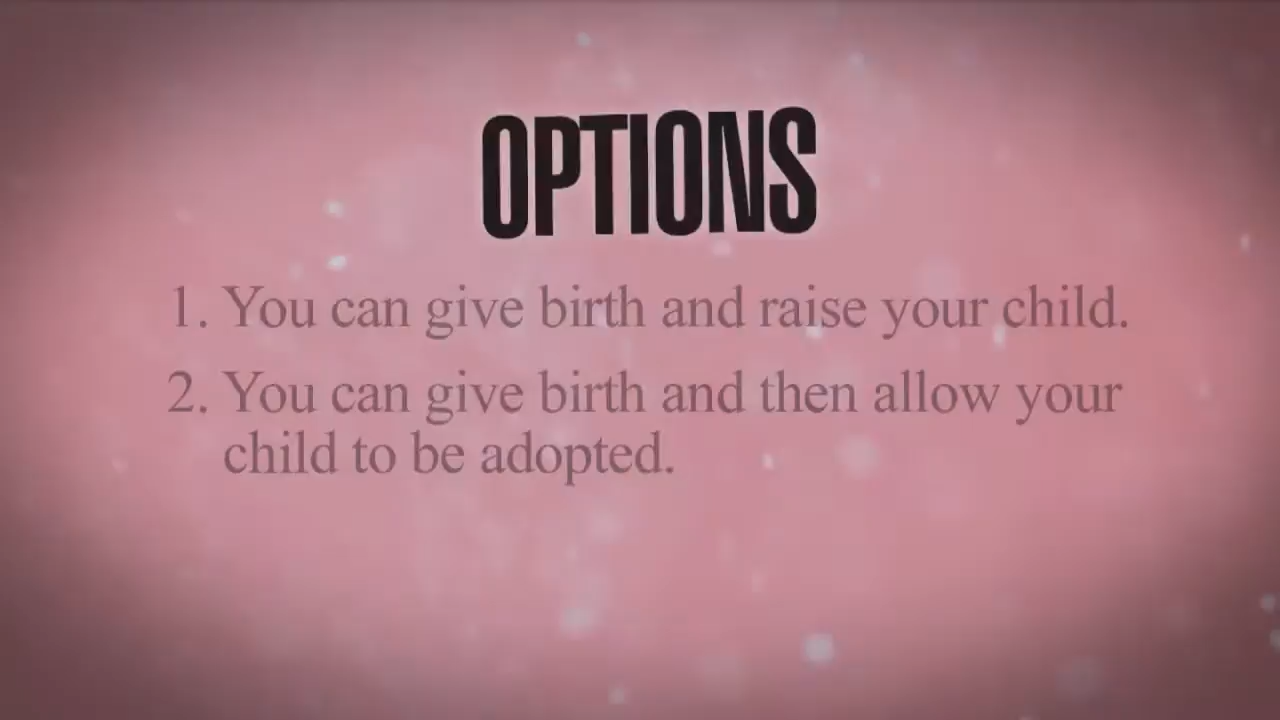 OPTIONS
1. You can give birth and raise your child.
2. You can give birth and then allow your
child to be adopted.